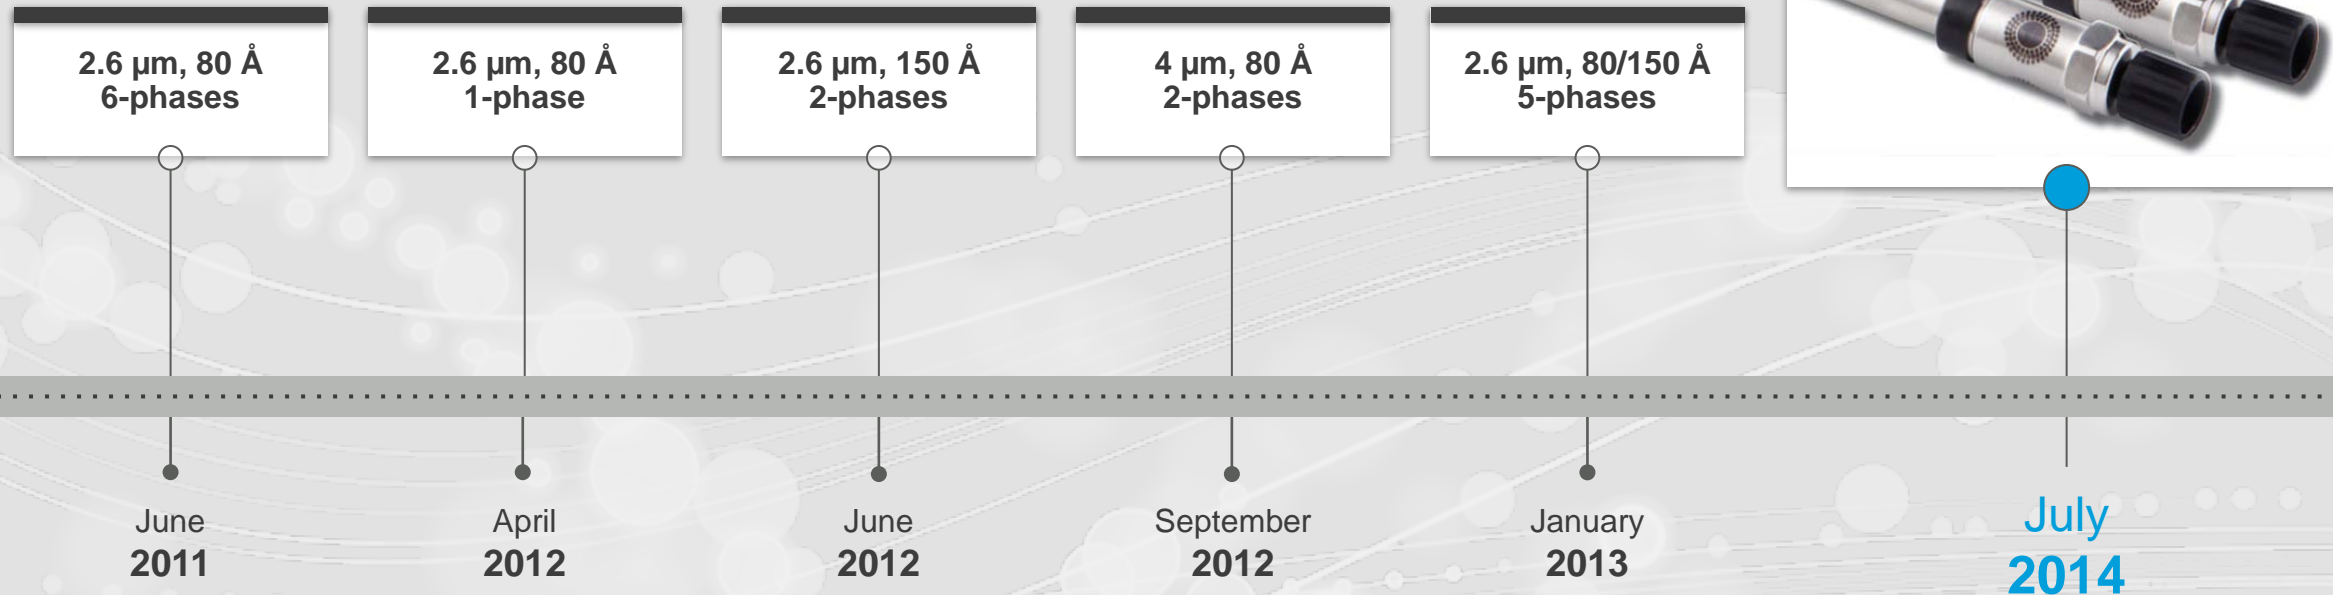 2.6 µm, 80 Å
6-phases
2.6 µm, 80 Å
1-phase
2.6 µm, 150 Å
2-phases
4 µm, 80 Å
2-phases
2.6 µm, 80/150 Å
5-phases
June
2011
April
2012
June
2012
September
2012
January
2013
July
2014